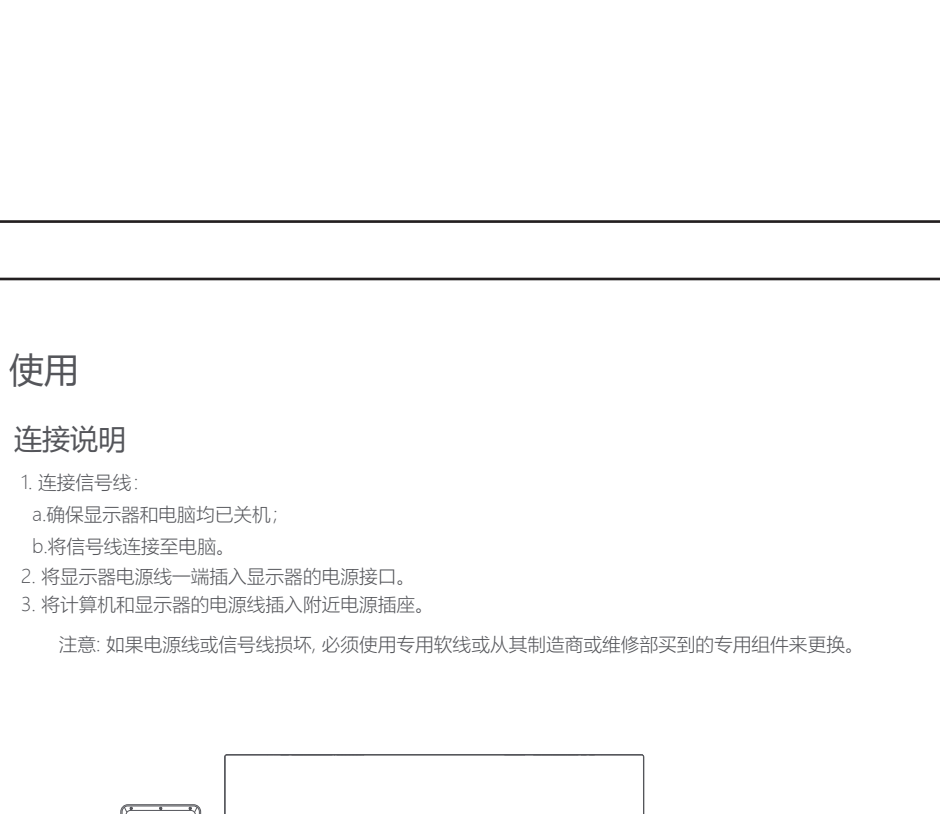 使用
连接说明
1. 连接信号线：
a.确保显示器和电脑均已关机；
b.将信号线连接至电脑。
2. 将显示器电源线一端插入显示器的电源接口。
3. 将计算机和显示器的电源线插入附近电源插座。
注意: 如果电源线或信号线损坏, 必须使用专用软线或从其制造商或维修部买到的专用组件来更换。